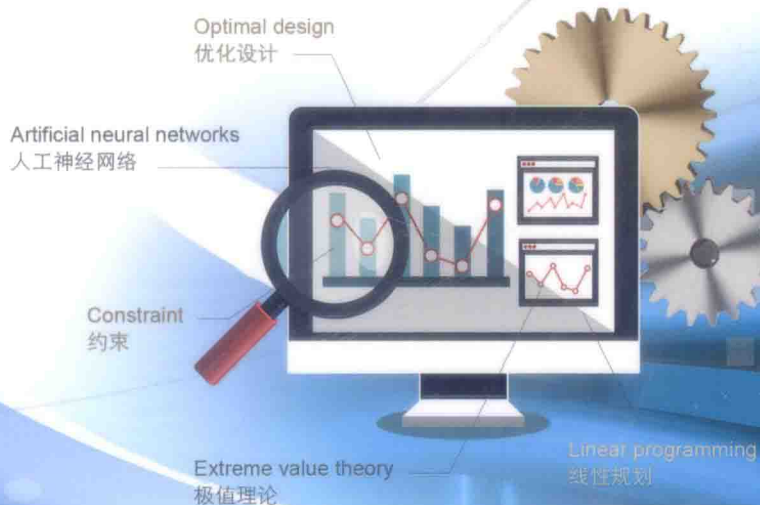 Optimal design
优化设计
Artificial neural networks
人工神经网络
Constraint
约束
Extreme value theory
极值理论
Linear programming
线性规划